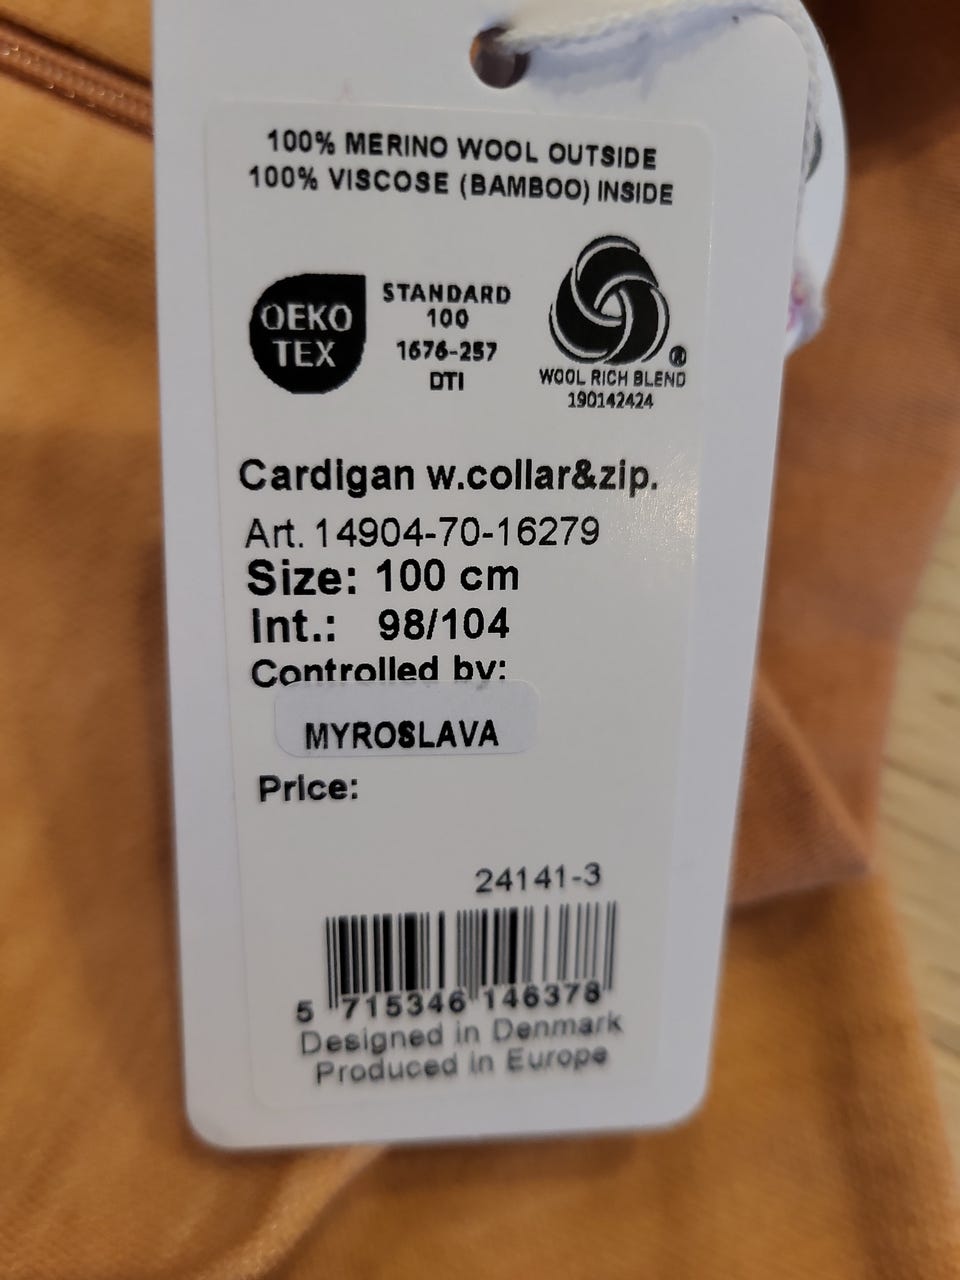 100% MERINO WOOL OUTSIDE
100% VISCOSE (BAMBOO) INSIDE
OEKO
TEX
STANDARD
100
1676-257
DTI
®
WOOL RICH BLEND
190142424
Cardigan w.collar&zip.
Art. 14904-70-16279
Size: 100 cm
Int.: 98/104
Controlled by:
MYROSLAVA
Price:
24141-3
5 715346 146378
Designed in Denmark
Produced in Europe